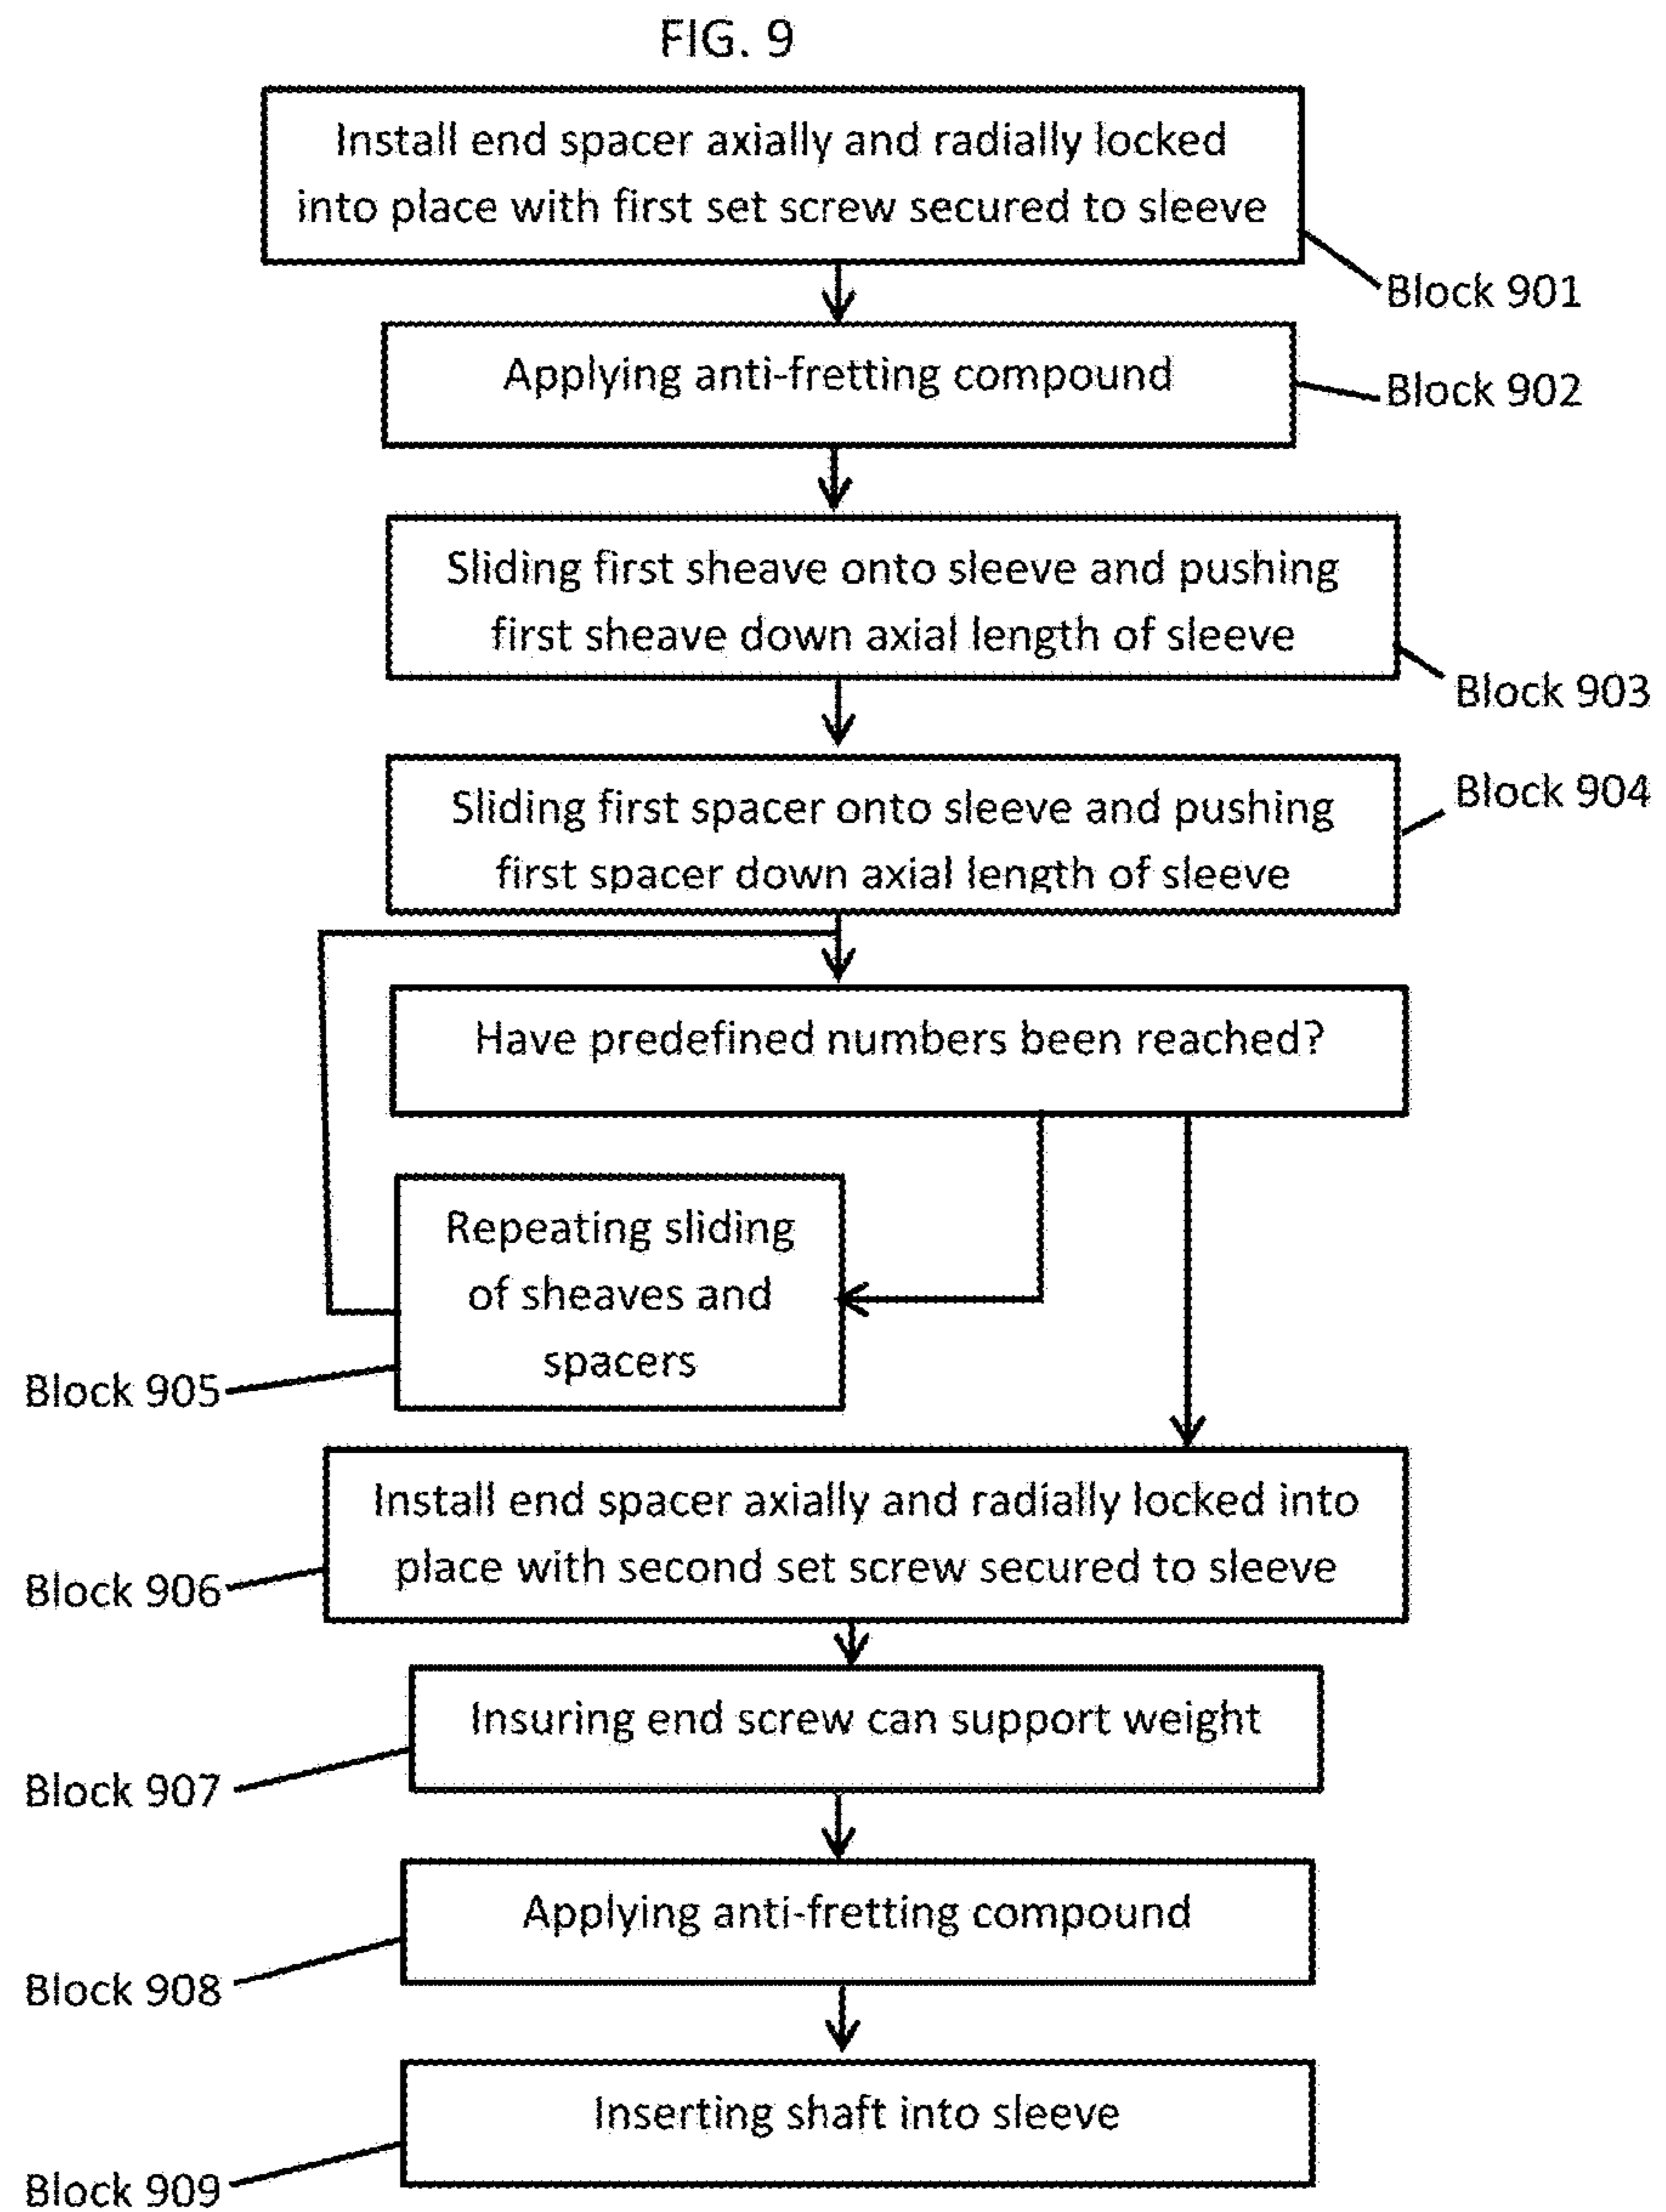 FIG. 9
Install end spacer axially and radially locked
into place with first set screw secured to sleeve
Block 901
Applying anti-fretting compound
Block 902
Sliding first sheave onto sleeve and pushing
first sheave down axial length of sleeve
Block 903
Sliding first spacer onto sleeve and pushing
first spacer down axial length of sleeve
Block 904
Have predefined numbers been reached?
Repeating sliding
of sheaves and
spacers
Block 905
Install end spacer axially and radially locked into
place with second set screw secured to sleeve
Block 906
Insuring end screw can support weight
Block 907
Applying anti-fretting compound
Block 908
Inserting shaft into sleeve
Block 909